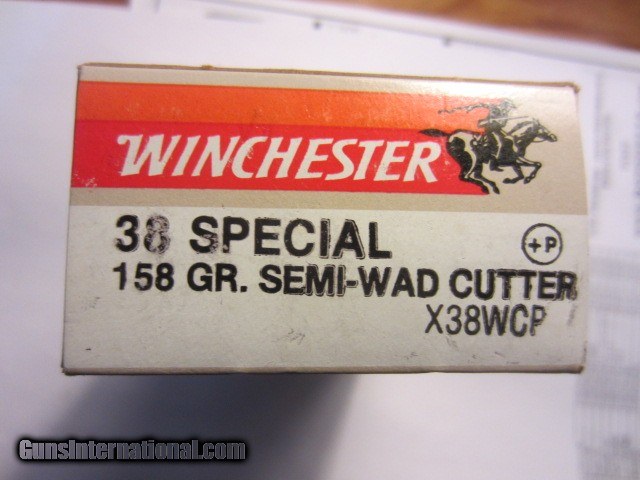 WINCHESTER
38 SPECIAL +P
158 GR. SEMI-WAD CUTTER
X38WCP
GunsInternational.com